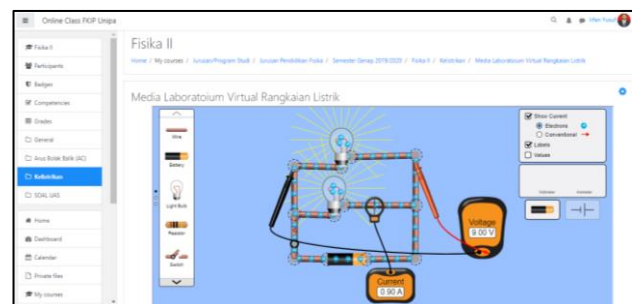 Online Class FKIP Unipa
Irfan Yusuf
Fisika II
Participants
Badges
Competencies
Grades
General
Arus Bolak Balik (AC)
Kelistrikan
SOAL UAS
Home
Dashboard
Calendar
Private files
My courses
Fisika II
Home / My courses / Jurusan/Program Studi / Jurusan Pendidikan Fisika / Semester Genap 2019/2020 / Fisika II / Kelistrikan / Media Laboratoium Virtual Rangkaian Listrik
Media Laboratoium Virtual Rangkaian Listrik
Wire
Battery
Light Bulb
Resistor
Switch
Show Current
Electrons
Conventional
Labels
Values
Voltmeter
Ammeter
Voltage
9.00 V
Current
0.90 A